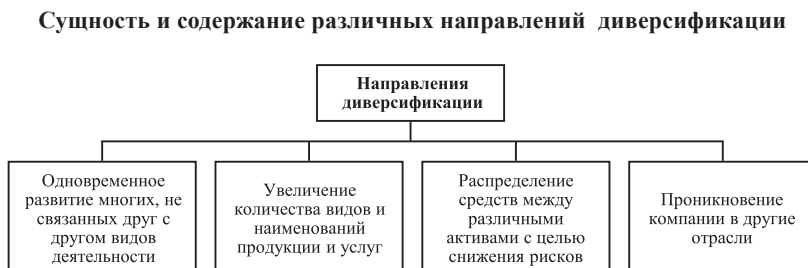 Сущность и содержание различных направлений диверсификации
Направления
диверсификации
Одновременное
развитие многих, не
связанных друг с
другом видов
деятельности
Увеличение
количества видов и
наименований
продукции и услуг
Распределение
средств между
различными
активами с целью
снижения рисков
Проникновение
компании в другие
отрасли